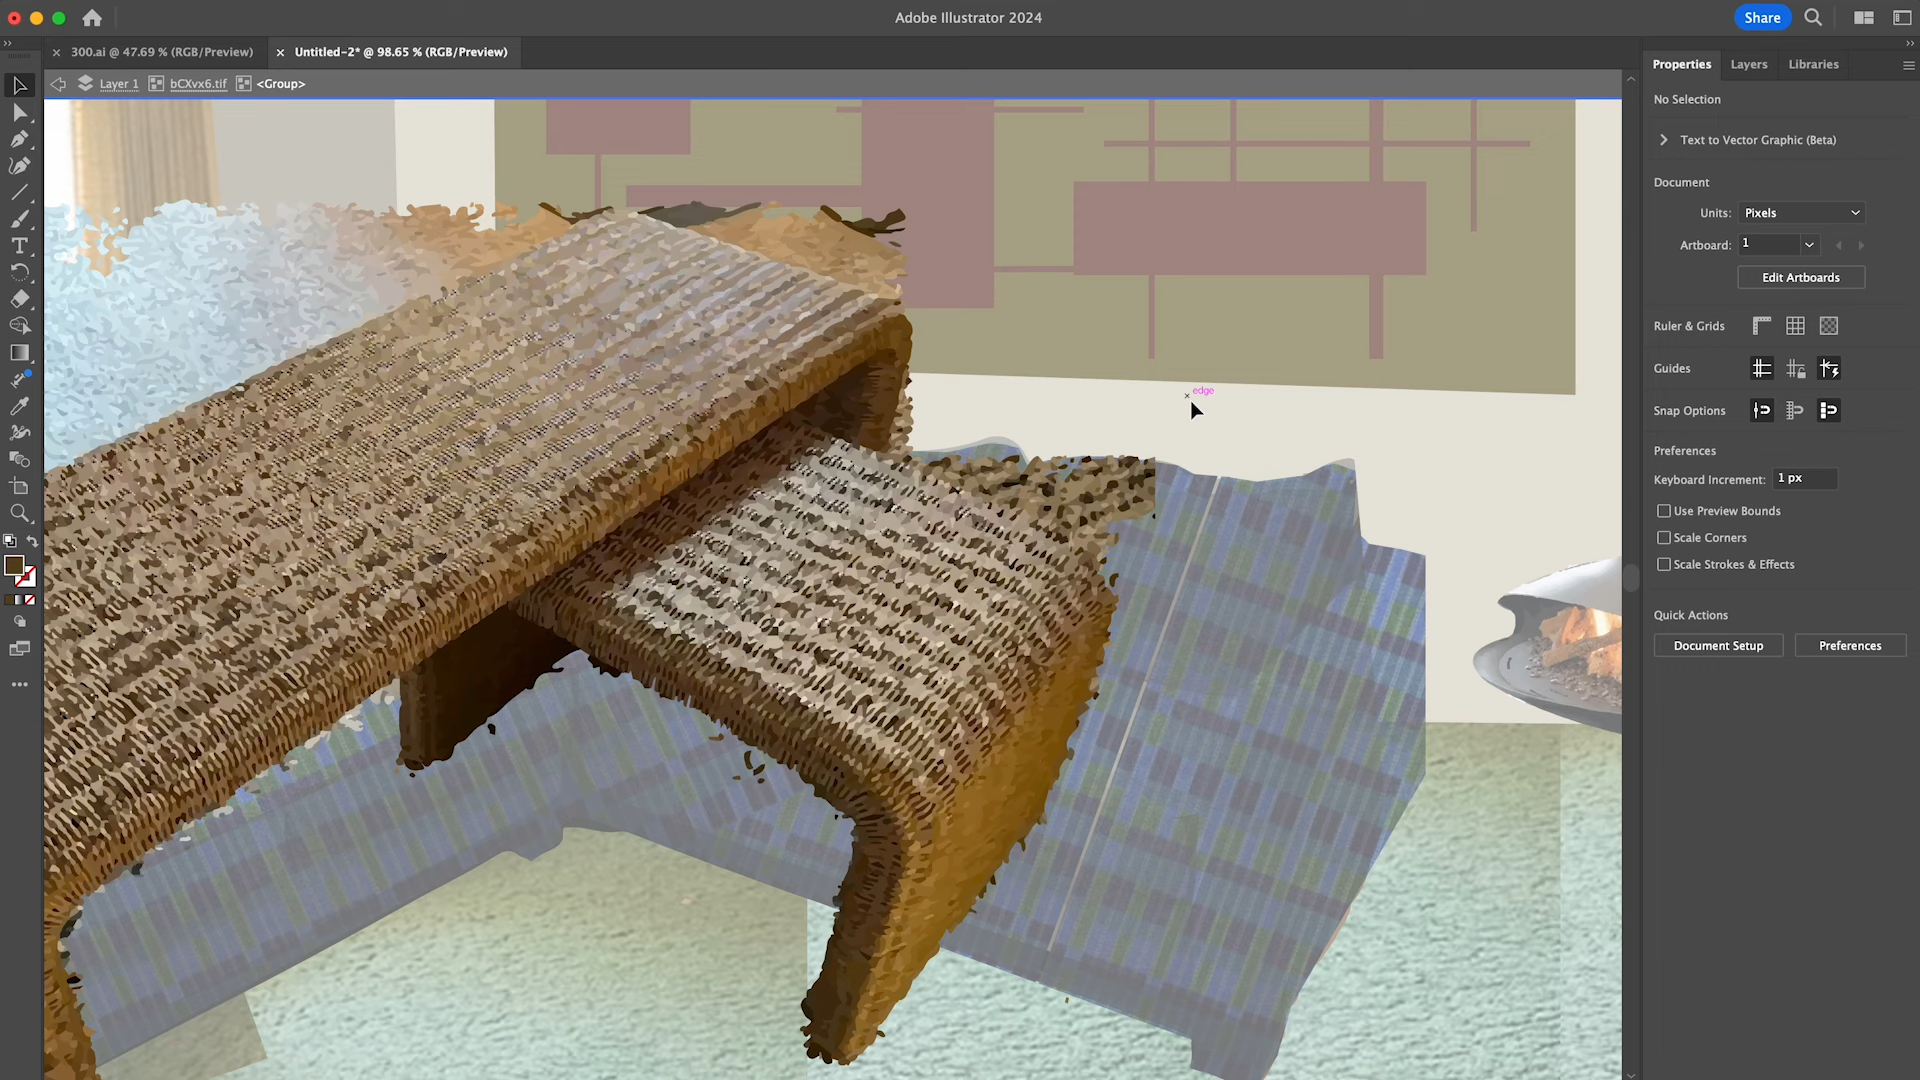 Adobe Illustrator 2024
Share
300.ai @ 47.69 % (RGB/Preview)
Untitled-2* @ 98.65 % (RGB/Preview)
Layer 1
bCXvx6.tif
<Group>
edge
Properties
Layers
Libraries
No Selection
Text to Vector Graphic (Beta)
Document
Units: Pixels
Artboard: 1
Edit Artboards
Ruler & Grids
Guides
Snap Options
Preferences
Keyboard Increment: 1 px
Use Preview Bounds
Scale Corners
Scale Strokes & Effects
Quick Actions
Document Setup
Preferences